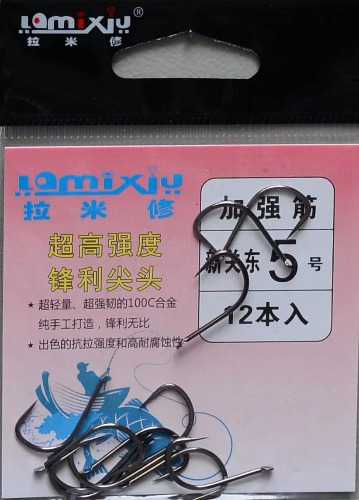 Lamixiu®
拉米修
Lamixiu
拉米修
超高强度
锋利尖头
★ 超轻量、超强韧的100C合金
纯手工打造，锋利无比
★ 出色的抗拉强度和高耐腐蚀性
加强筋
新关东 5 号
12本入